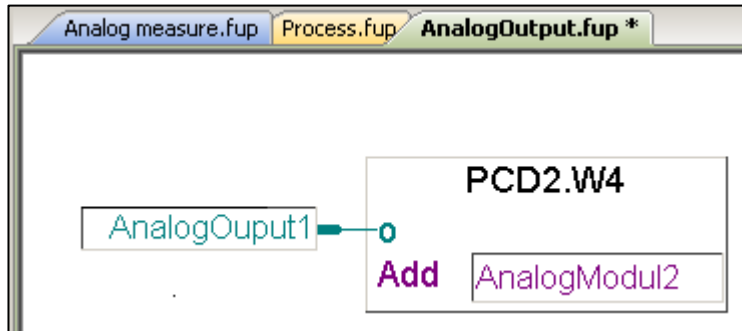 Analog measure.fup Process.fup AnalogOutput.fup *
PCD2.W4
AnalogOuput1 o
Add AnalogModul2